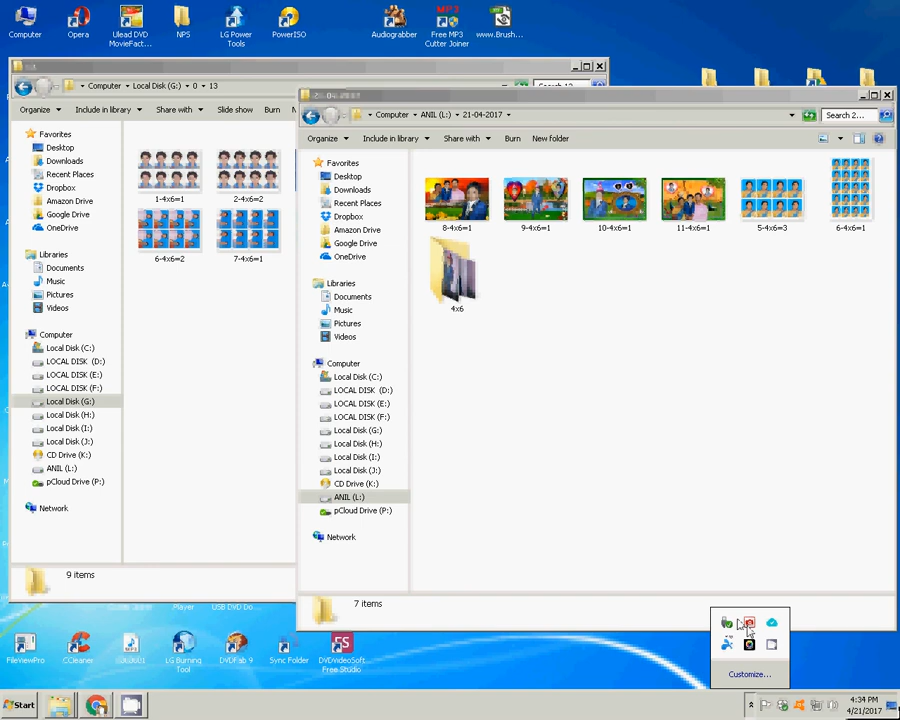 Computer
Opera
Ulead DVD MovieFact...
NPS
LG Power Tools
PowerISO
Audiograbber
Free MP3 Cutter Joiner
www.Brush...
Computer Local Disk (G:) 0 13
Organize Include in library Share with Slide show Burn
Favorites
Desktop
Downloads
Recent Places
Dropbox
Amazon Drive
Google Drive
OneDrive
Libraries
Documents
Music
Pictures
Videos
Computer
Local Disk (C:)
LOCAL DISK (D:)
LOCAL DISK (E:)
LOCAL DISK (F:)
Local Disk (G:)
Local Disk (H:)
Local Disk (I:)
Local Disk (J:)
CD Drive (K:)
ANIL (L:)
pCloud Drive (P:)
Network
1-4x6=1
2-4x6=2
6-4x6=2
7-4x6=1
9 items
Computer ANIL (L:) 21-04-2017
Search 2...
Organize Include in library Share with Burn New folder
Favorites
Desktop
Downloads
Recent Places
Dropbox
Amazon Drive
Google Drive
OneDrive
Libraries
Documents
Music
Pictures
Videos
Computer
Local Disk (C:)
LOCAL DISK (D:)
LOCAL DISK (E:)
LOCAL DISK (F:)
Local Disk (G:)
Local Disk (H:)
Local Disk (I:)
Local Disk (J:)
CD Drive (K:)
ANIL (L:)
pCloud Drive (P:)
Network
8-4x6=1
9-4x6=1
10-4x6=1
11-4x6=1
5-4x6=3
6-4x6=1
4x6
7 items
FileViewPro
CCleaner
LG Burning Tool
DVDFab 9
Sync Folder
DVDVideoSoft Free Studio
Player
USB DVD Do...
Customize...
Start
4:34 PM
4/21/2017